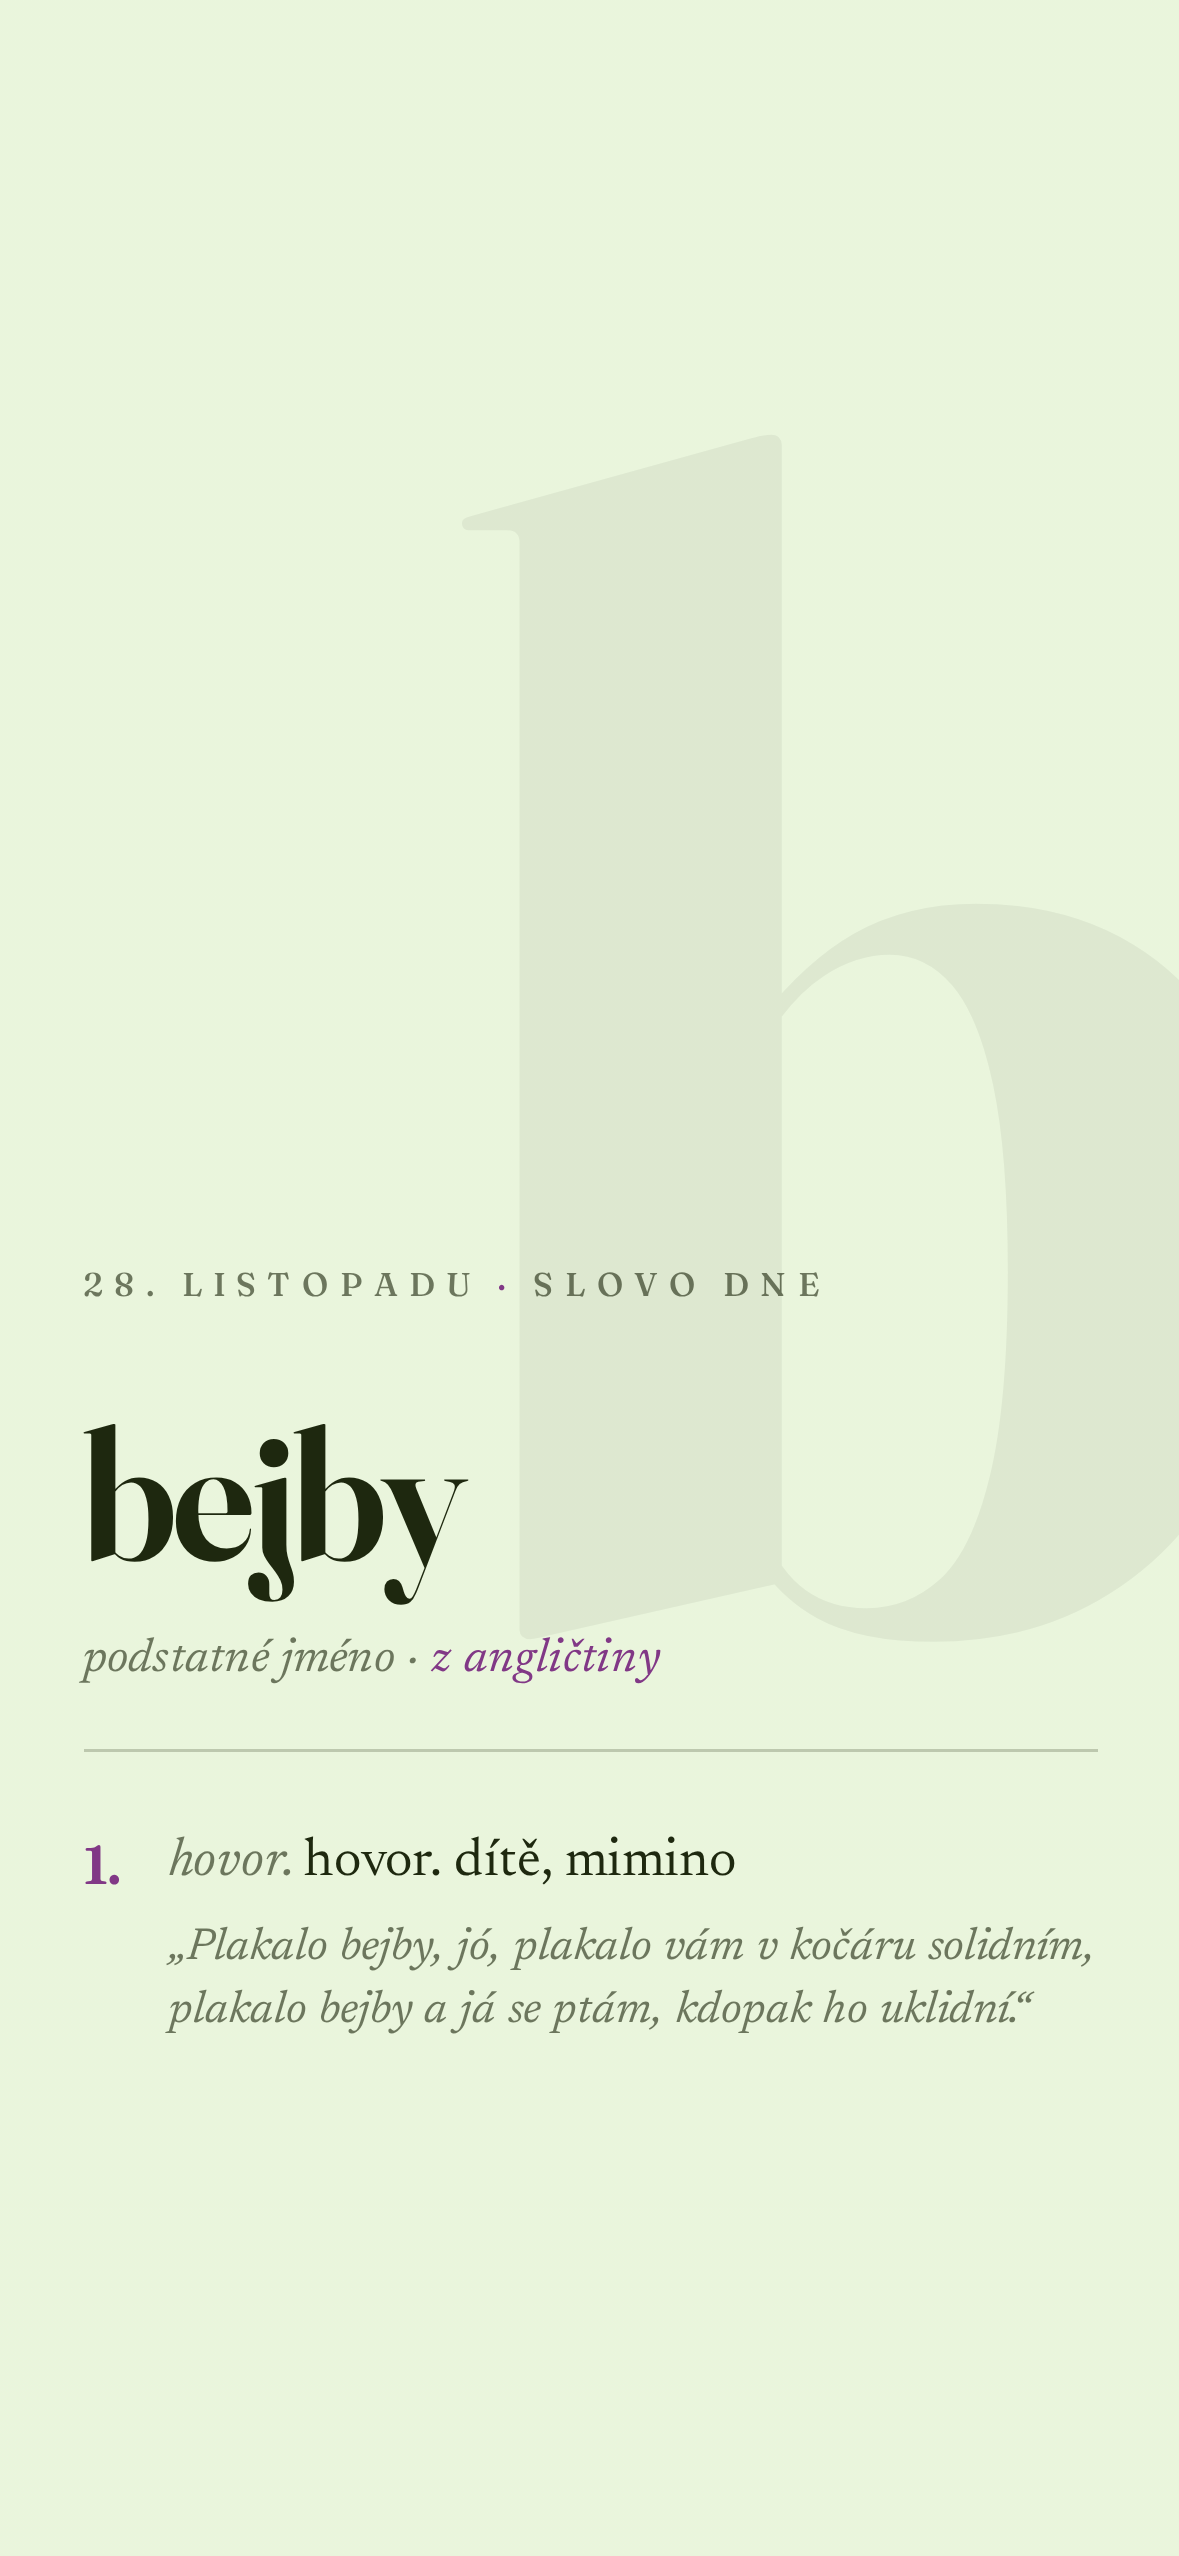 b
28. LISTOPADU · SLOVO DNE
bejby
podstatné jméno · z angličtiny
1. hovor. hovor. dítě, mimino
„Plakalo bejby, jó, plakalo vám v kočáru solidním,
plakalo bejby a já se ptám, kdopak ho uklidní.“